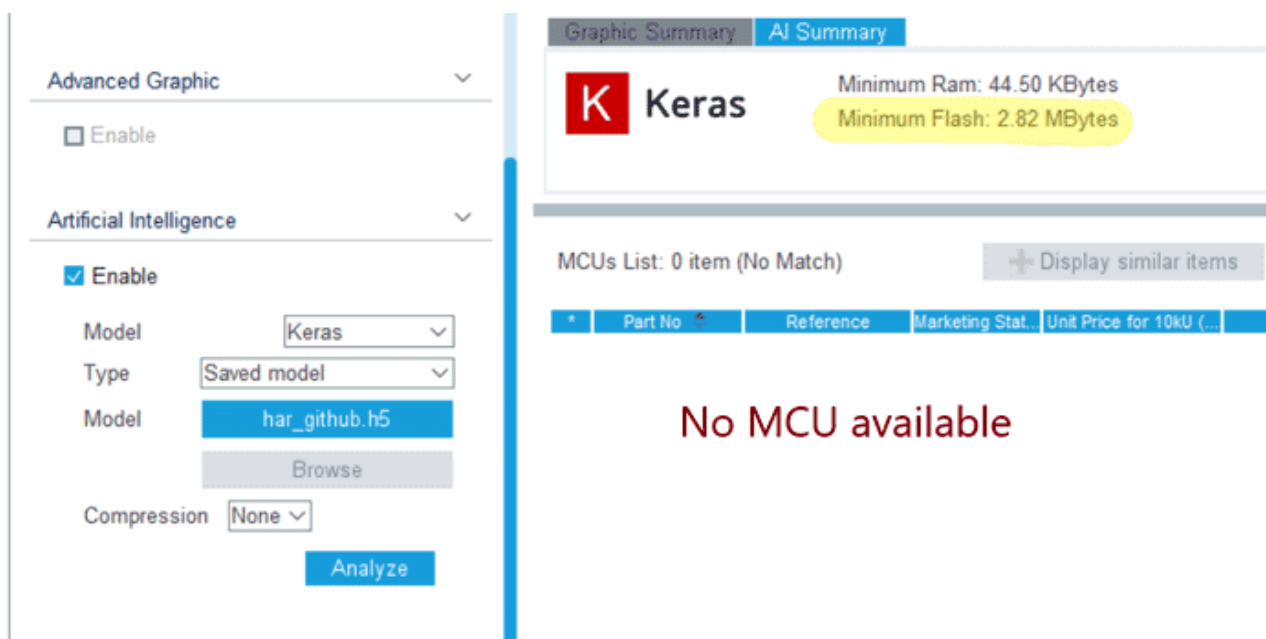 Advanced Graphic
Enable
Artificial Intelligence
Enable
Model Keras
Type Saved model
Model har_github.h5
Browse
Compression None
Analyze
Graphic Summary AI Summary
K Keras
Minimum Ram: 44.50 KBytes
Minimum Flash: 2.82 MBytes
MCUs List: 0 item (No Match) Display similar items
* Part No Reference Marketing Stat... Unit Price for 10kU (...
No MCU available